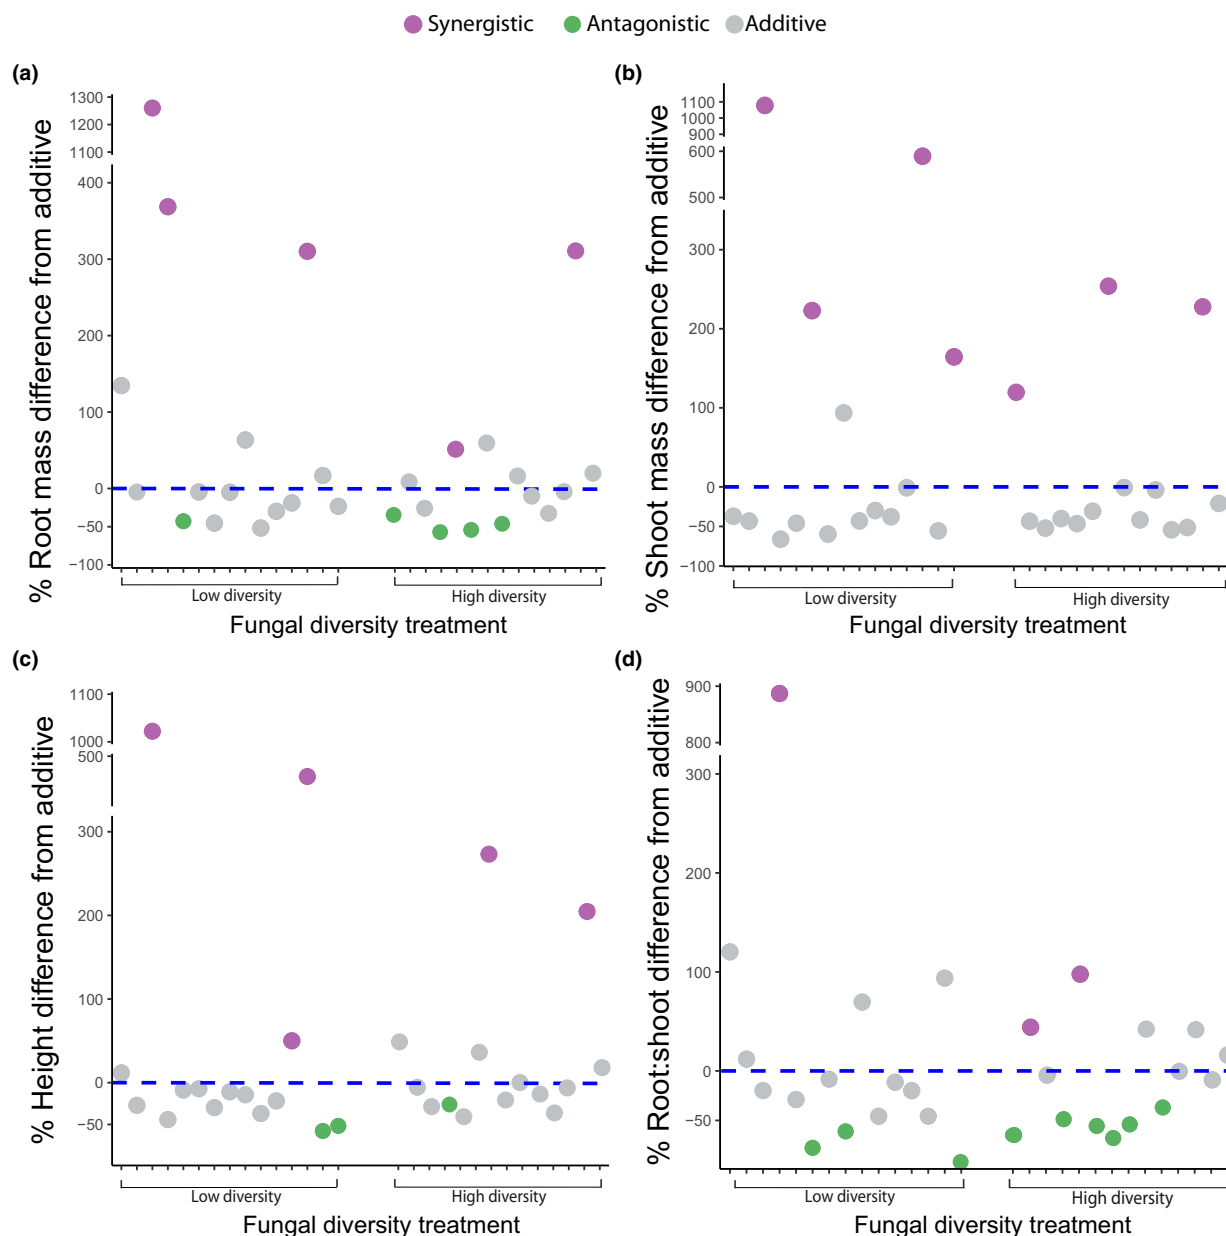 Synergistic Antagonistic Additive
(a)
% Root mass difference from additive
1300
1200
1100
400
300
200
100
0
−50
−100
Low diversity High diversity
Fungal diversity treatment
(b)
% Shoot mass difference from additive
1100
1000
900
600
500
300
200
100
0
−50
−100
Low diversity High diversity
Fungal diversity treatment
(c)
% Height difference from additive
1100
1000
500
300
200
100
0
−50
Low diversity High diversity
Fungal diversity treatment
(d)
% Root:shoot difference from additive
900
800
300
200
100
0
−50
Low diversity High diversity
Fungal diversity treatment